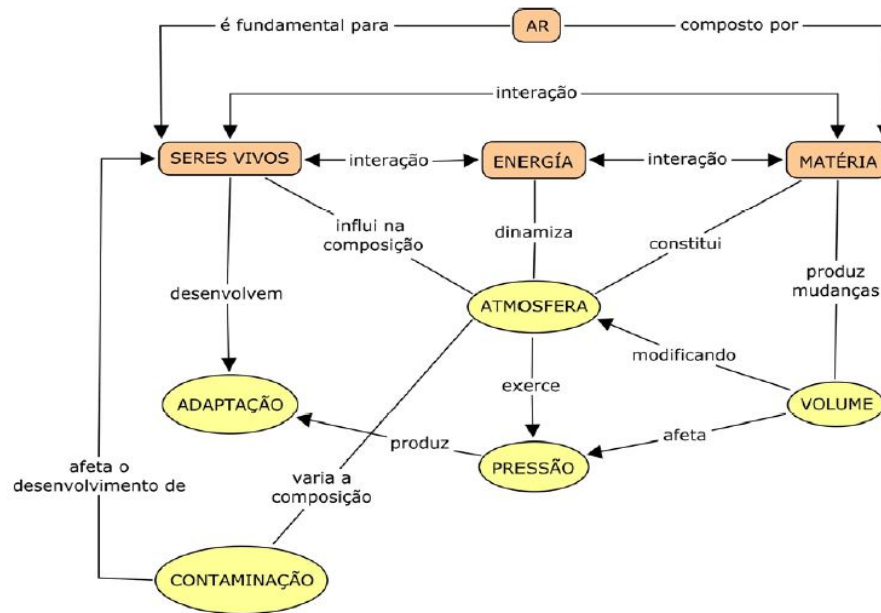 é fundamental para
AR
composto por
interação
SERES VIVOS
interação
ENERGÍA
interação
MATÉRIA
influi na
composição
dinamiza
constitui
produz
mudanças
desenvolvem
ATMOSFERA
modificando
exerce
ADAPTAÇÃO
VOLUME
produz
afeta
PRESSÃO
afeta o
desenvolvimento de
varia a
composição
CONTAMINAÇÃO